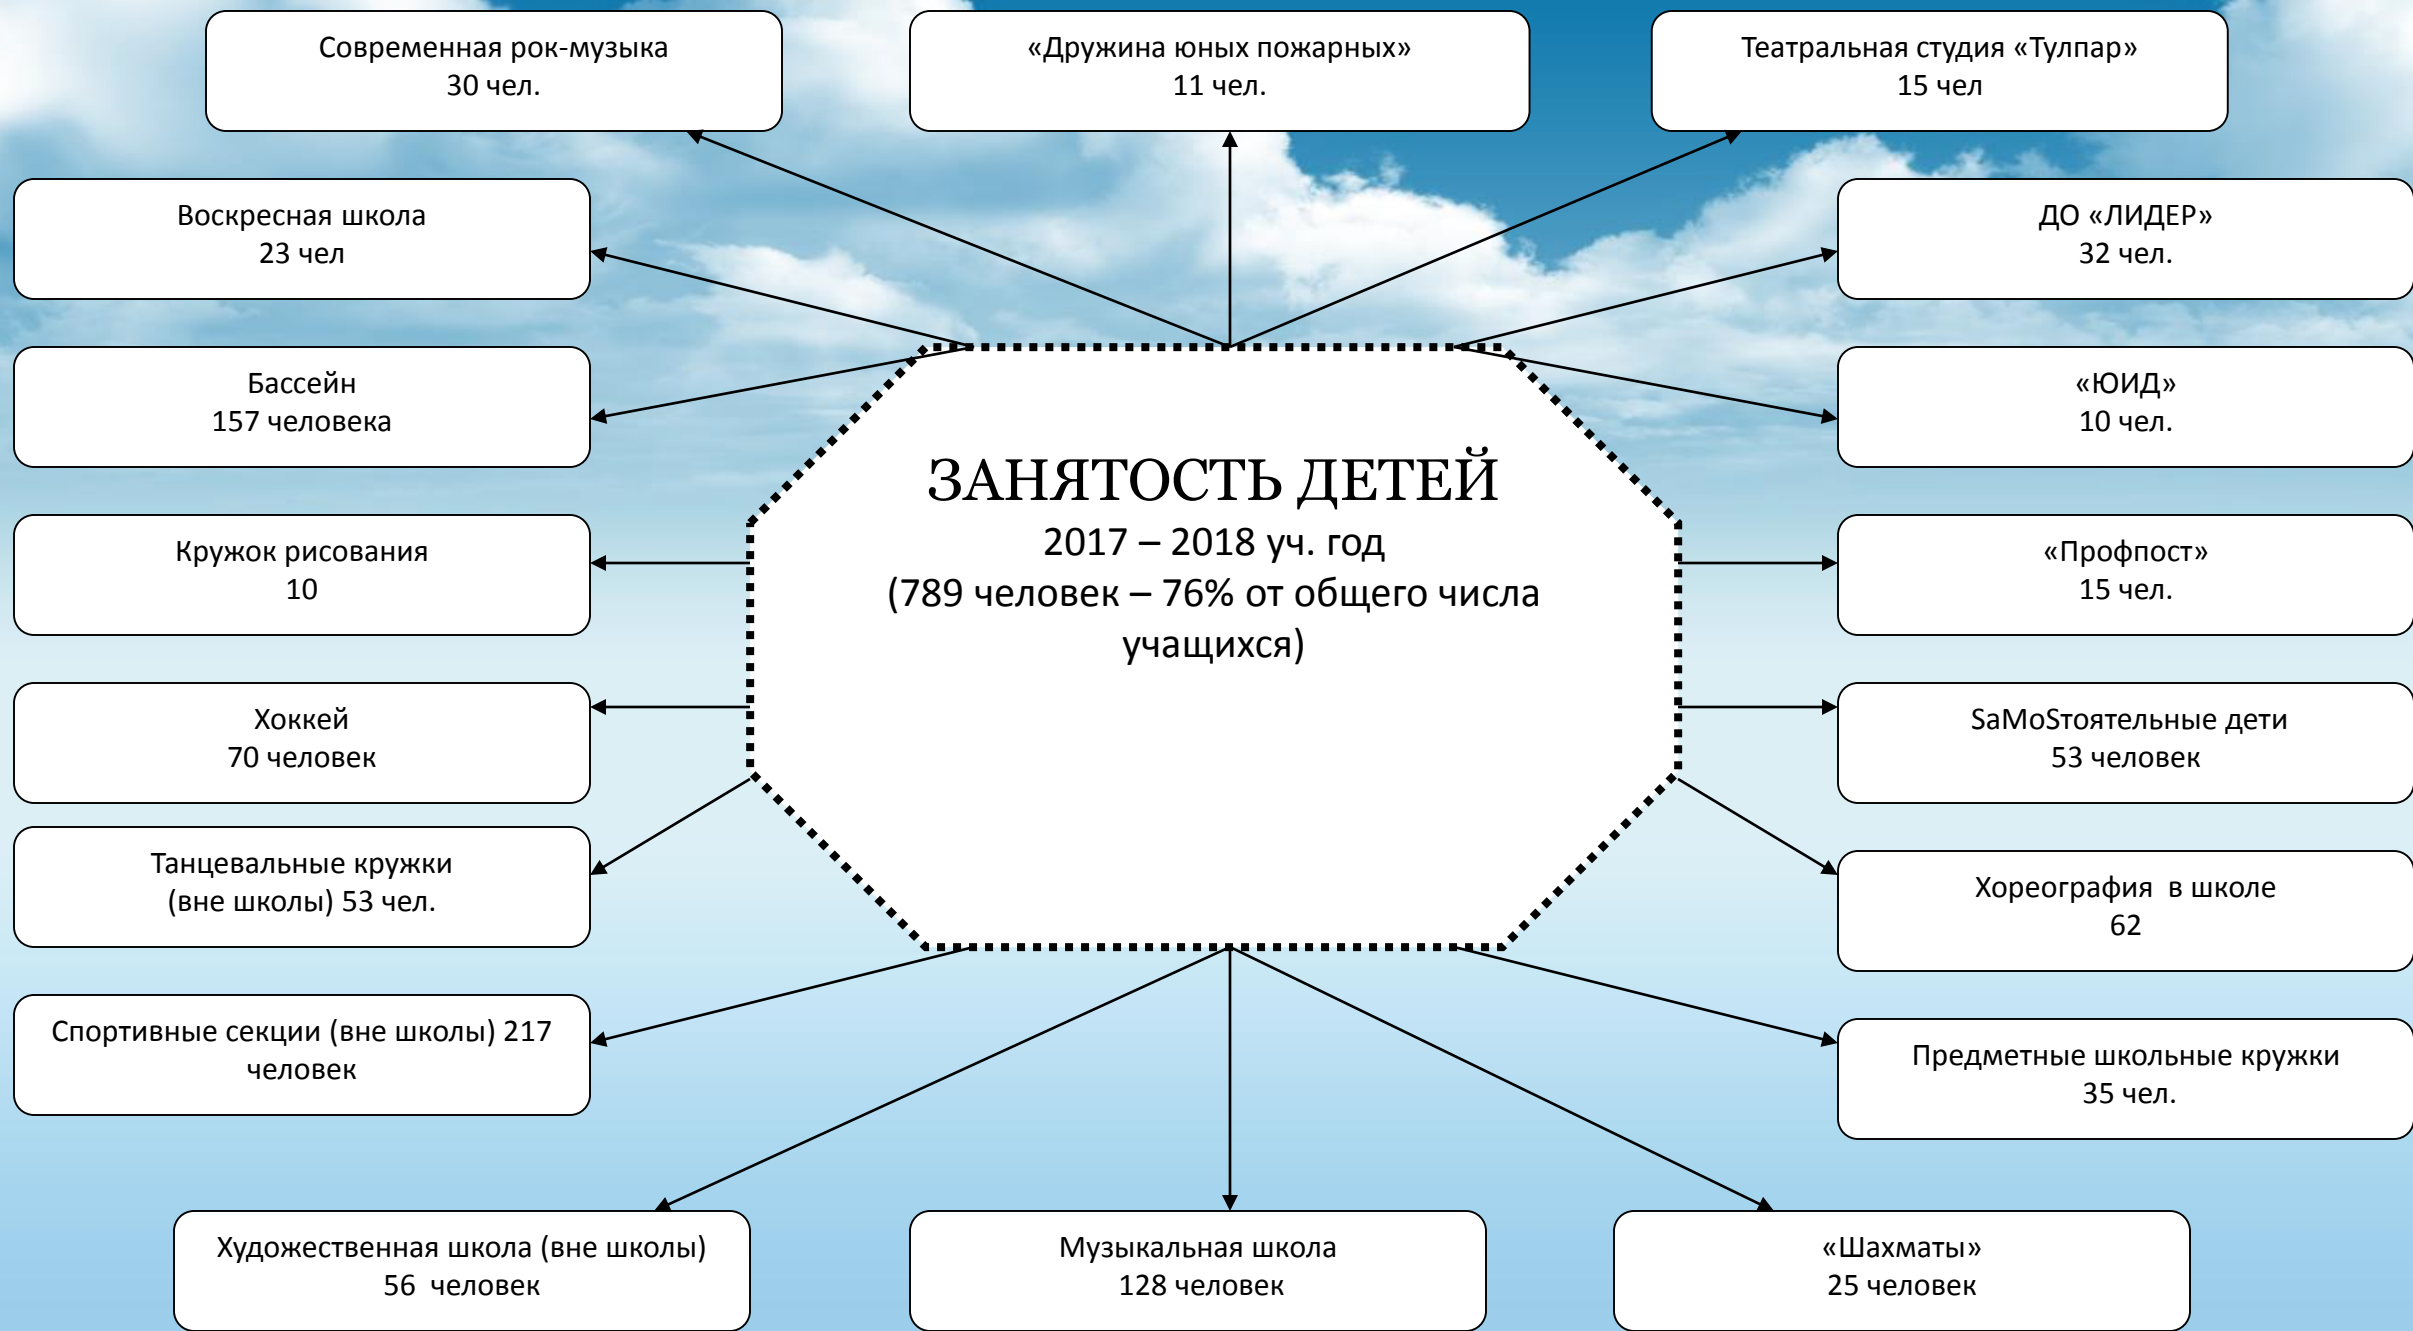 Современная рок-музыка
30 чел.
«Дружина юных пожарных»
11 чел.
Театральная студия «Тулпар»
15 чел
Воскресная школа
23 чел
ДО «ЛИДЕР»
32 чел.
Бассейн
157 человека
«ЮИД»
10 чел.
ЗАНЯТОСТЬ ДЕТЕЙ
2017 – 2018 уч. год
(789 человек – 76% от общего числа
учащихся)
Кружок рисования
10
«Профпост»
15 чел.
Хоккей
70 человек
SaMoSтоятельные дети
53 человек
Танцевальные кружки
(вне школы) 53 чел.
Хореография  в школе
62
Спортивные секции (вне школы) 217
человек
Предметные школьные кружки
35 чел.
Художественная школа (вне школы)
56  человек
Музыкальная школа
128 человек
«Шахматы»
25 человек